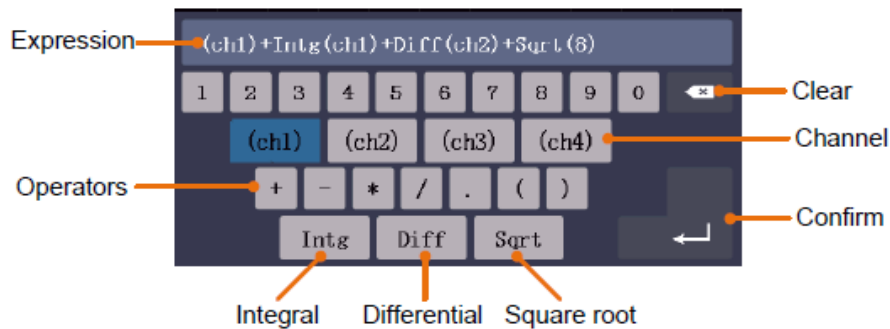 Expression
(ch1)+Intg(ch1)+Diff(ch2)+Sqrt(8)
1 2 3 4 5 6 7 8 9 0
Clear
(ch1) (ch2) (ch3) (ch4)
Channel
Operators
+ - * / . ( )
Confirm
Intg Diff Sqrt
Integral Differential Square root